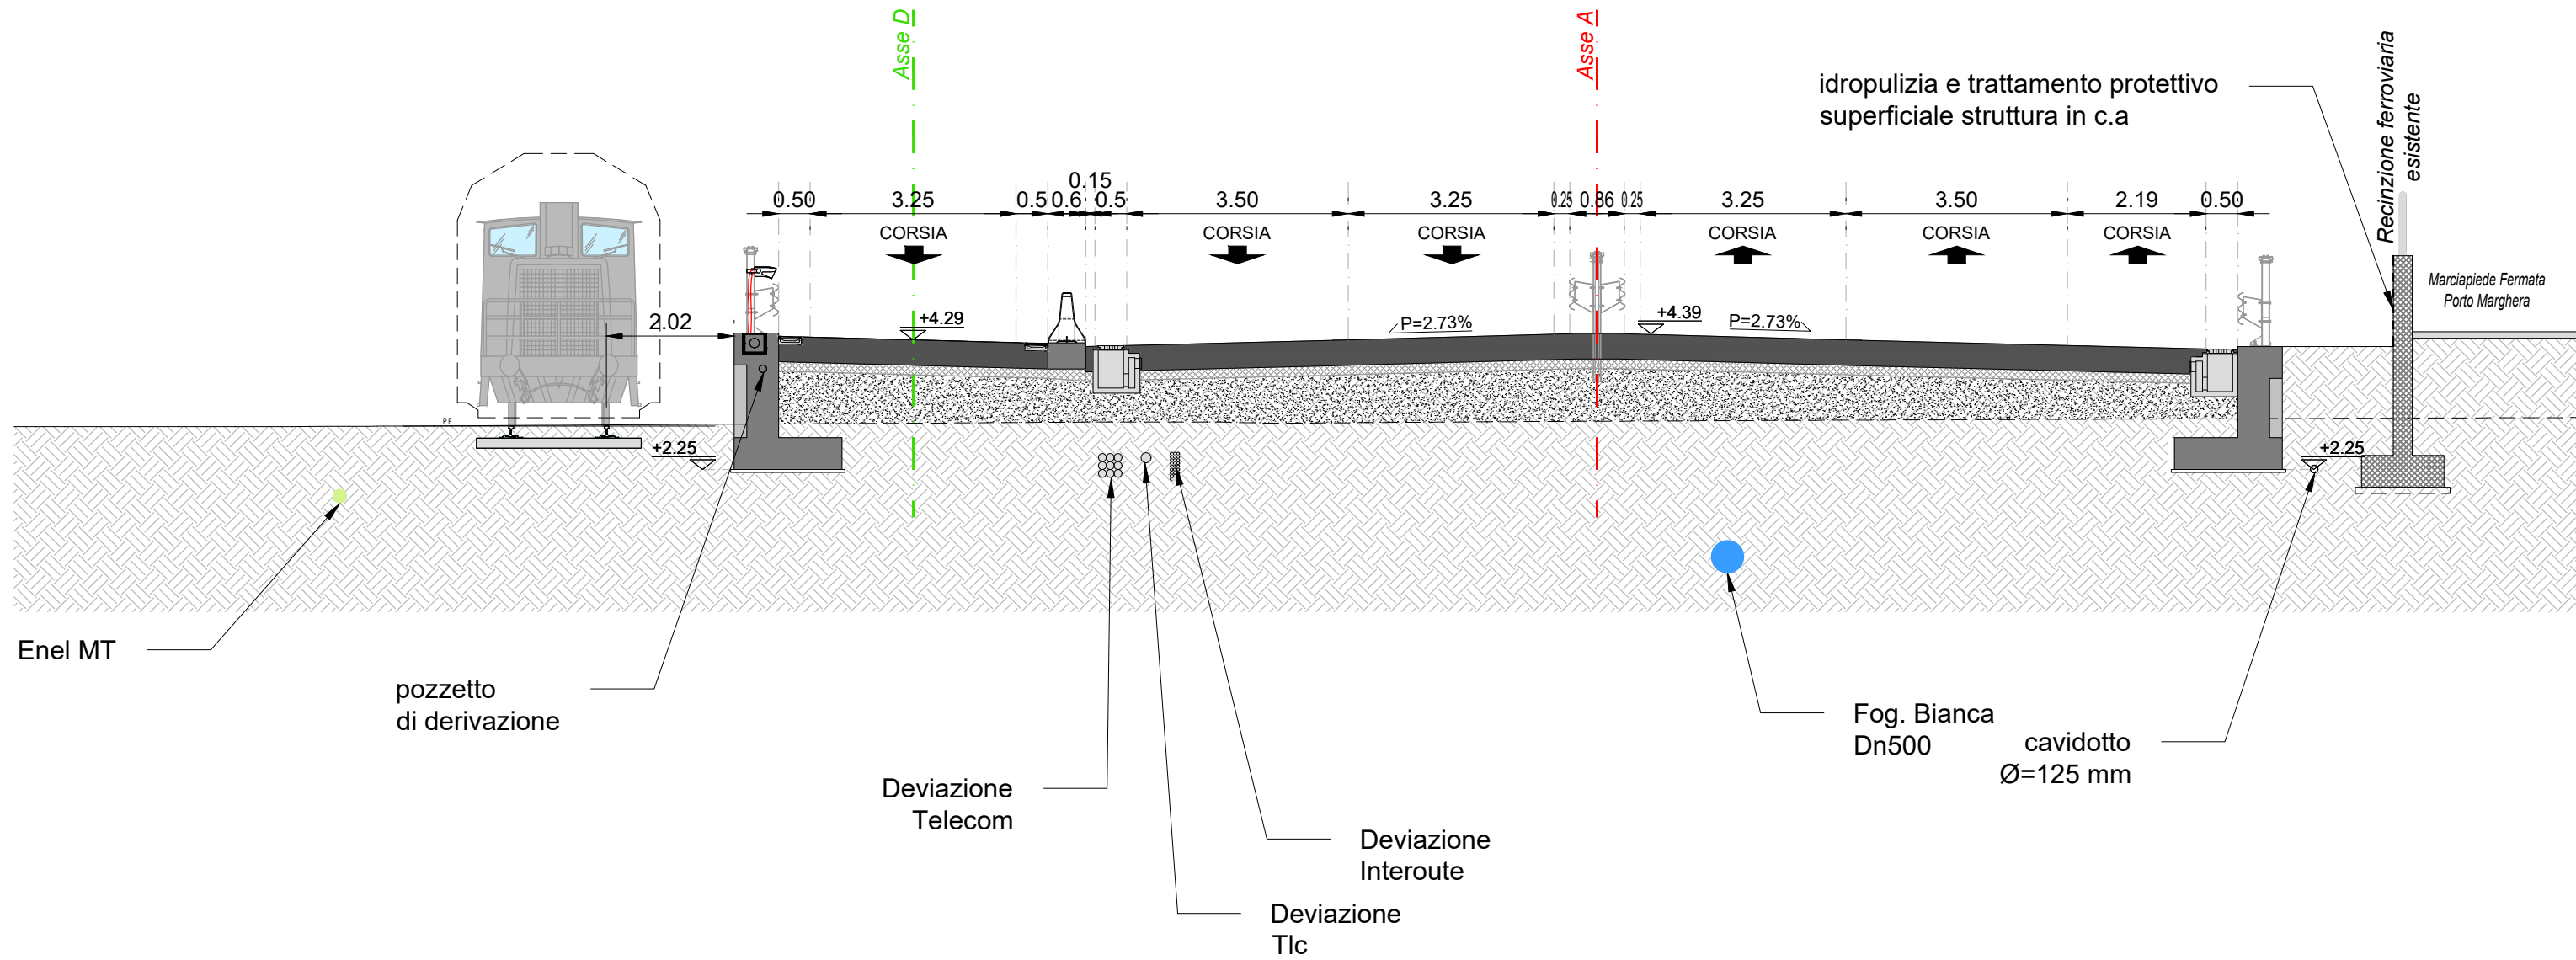 Asse D
Asse A
idropulizia e trattamento protettivo
superficiale struttura in c.a
Recinzione ferroviaria
esistente
0.15
0.50
3.25
0.5
0.6
0.5
3.50
3.25
0.25
0.86
0.25
3.25
3.50
2.19
0.50
CORSIA
CORSIA
CORSIA
CORSIA
CORSIA
CORSIA
Marciapiede Fermata
Porto Marghera
2.02
+4.29
P=2.73%
+4.39
P=2.73%
P.F.
+2.25
+2.25
Enel MT
pozzetto
di derivazione
Fog. Bianca
Dn500
cavidotto
Ø=125 mm
Deviazione
Telecom
Deviazione
Interoute
Deviazione
Tlc